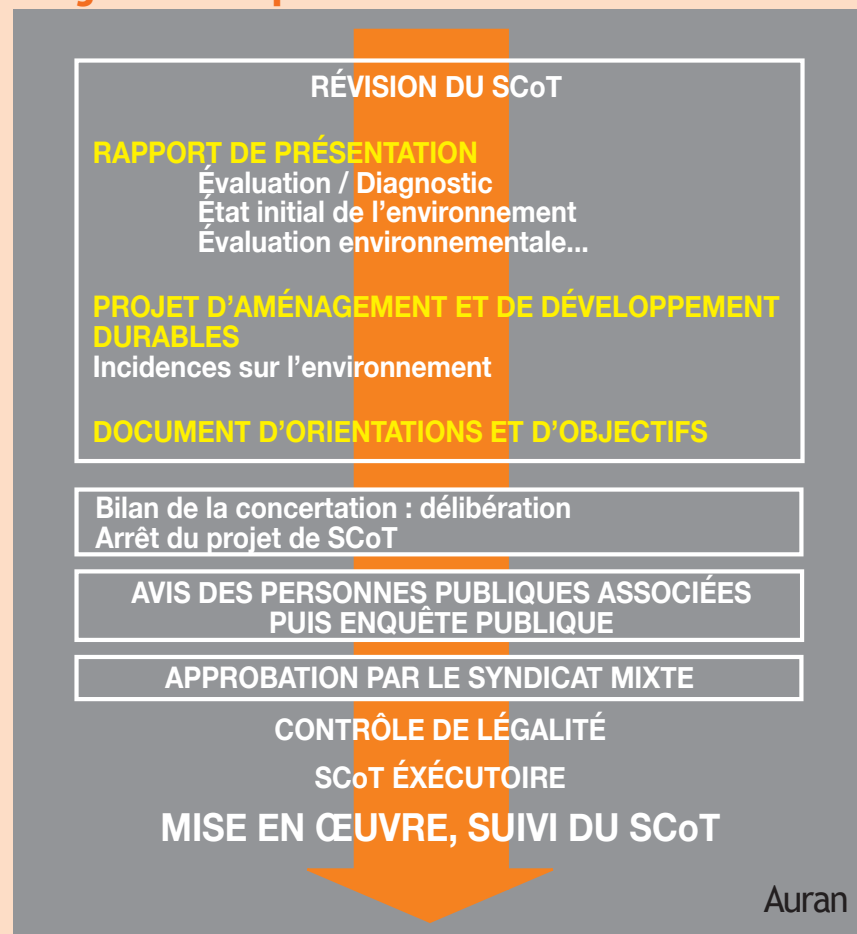 RÉVISION DU SCoT
RAPPORT DE PRÉSENTATION
Évaluation / Diagnostic
État initial de l'environnement
Évaluation environnementale...
PROJET D'AMÉNAGEMENT ET DE DÉVELOPPEMENT
DURABLES
Incidences sur l'environnement
DOCUMENT D'ORIENTATIONS ET D'OBJECTIFS
Bilan de la concertation : délibération
Arrêt du projet de SCoT
AVIS DES PERSONNES PUBLIQUES ASSOCIÉES
PUIS ENQUÊTE PUBLIQUE
APPROBATION PAR LE SYNDICAT MIXTE
CONTRÔLE DE LÉGALITÉ
SCoT ÉXÉCUTOIRE
MISE EN ŒUVRE, SUIVI DU SCoT
Auran